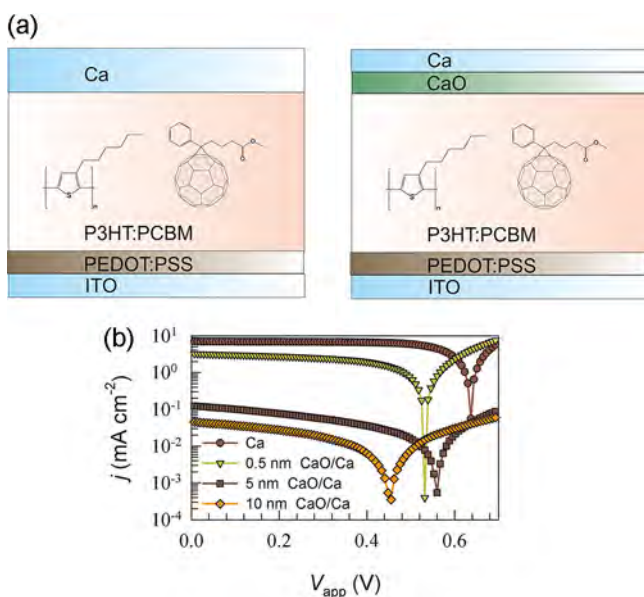 (a)
Ca
P3HT:PCBM
PEDOT:PSS
ITO
S
n
O
O
Ca
CaO
P3HT:PCBM
PEDOT:PSS
ITO
S
n
O
O
(b)
10^1
10^0
10^-1
10^-2
10^-3
10^-4
j (mA cm^-2)
Ca
0.5 nm CaO/Ca
5 nm CaO/Ca
10 nm CaO/Ca
0.0 0.2 0.4 0.6
V_app (V)